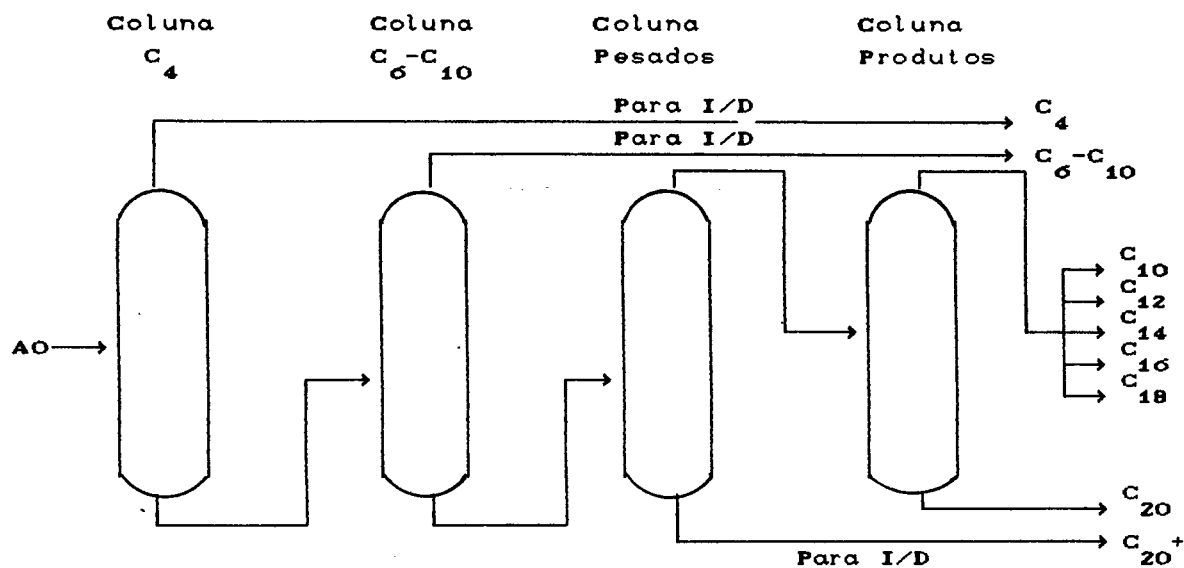 Coluna
C₄
Coluna
C₆-C₁₀
Coluna
Pesados
Coluna
Produtos
Para I/D
C₄
Para I/D
C₆-C₁₀
C₁₀
C₁₂
C₁₄
C₁₆
C₁₈
AO
C₂₀
C₂₀⁺
Para I/D